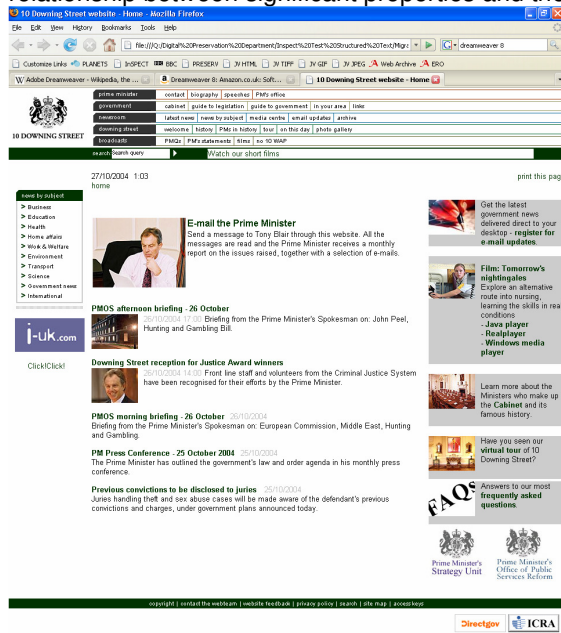 relationship between significant properties and the
10 Downing Street website - Home - Mozilla Firefox
File Edit View History Bookmarks Tools Help
file:///Q:/Digital%20Preservation%20Department/Inspect%20Test%20Structured%20Text/Migra
dreamweaver 8
Customize Links PLANETS InSPECT BBC PRESERV JV HTML JV TIFF JV GIF JV JPEG Web Archive ERO
Adobe Dreamweaver - Wikipedia, the ... Dreamweaver 8: Amazon.co.uk: Soft... 10 Downing Street website - Home
prime minister contact | biography | speeches | PM's office
government cabinet | guide to legislation | guide to government | in your area | links
newsroom latest news | news by subject | media centre | email updates | archive
downing street welcome | history | PMs in history | tour | on this day | photo gallery
broadcasts PMQs | PM's statements | films | no 10 WAP
10 DOWNING STREET
search: Search query Watch our short films
27/10/2004 1:03 print this pag
home
news by subject
> Business
> Education
> Health
> Home affairs
> Work & Welfare
> Environment
> Transport
> Science
> Government news
> International
i-uk.com
Click!Click!
E-mail the Prime Minister
Send a message to Tony Blair through this website. All the
messages are read and the Prime Minister receives a monthly
report on the issues raised, together with a selection of e-mails.
PMOS afternoon briefing - 26 October
26/10/2004 17:00 Briefing from the Prime Minister's Spokesman on: John Peel,
Hunting and Gambling Bill.
Downing Street reception for Justice Award winners
26/10/2004 14:00 Front line staff and volunteers from the Criminal Justice System
have been recognised for their efforts by the Prime Minister.
PMOS morning briefing - 26 October 26/10/2004
Briefing from the Prime Minister's Spokesman on: European Commission, Middle East, Hunting
and Gambling.
PM Press Conference - 25 October 2004 25/10/2004
The Prime Minister has outlined the government's law and order agenda in his monthly press
conference.
Previous convictions to be disclosed to juries 25/10/2004
Juries handling theft and sex abuse cases will be made aware of the defendant's previous
convictions and charges, under government plans announced today.
Get the latest
government news
delivered direct to your
desktop - register for
e-mail updates.
Film: Tomorrow's
nightingales
Explore an alternative
route into nursing,
learning the skills in real
conditions
- Java player
- Realplayer
- Windows media
player
Learn more about the
Ministers who make up
the Cabinet and its
famous history.
Have you seen our
virtual tour of 10
Downing Street?
FAQS
Answers to our most
frequently asked
questions.
Prime Minister's
Strategy Unit
Prime Minister's
Office of Public
Services Reform
copyright | contact the webteam | website feedback | privacy policy | search | site map | access keys
Directgov ICRA